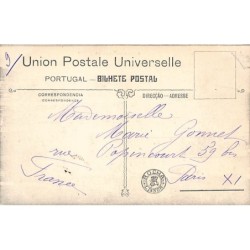 9/ Union Postale Universelle
PORTUGAL — BILHETE POSTAL
CORRESPONDENCIA
DIRECÇÃO - ADRESSE
Mademoiselle
Marie Gonnet
rue
Popincourt 59 bis
France
Paris XI